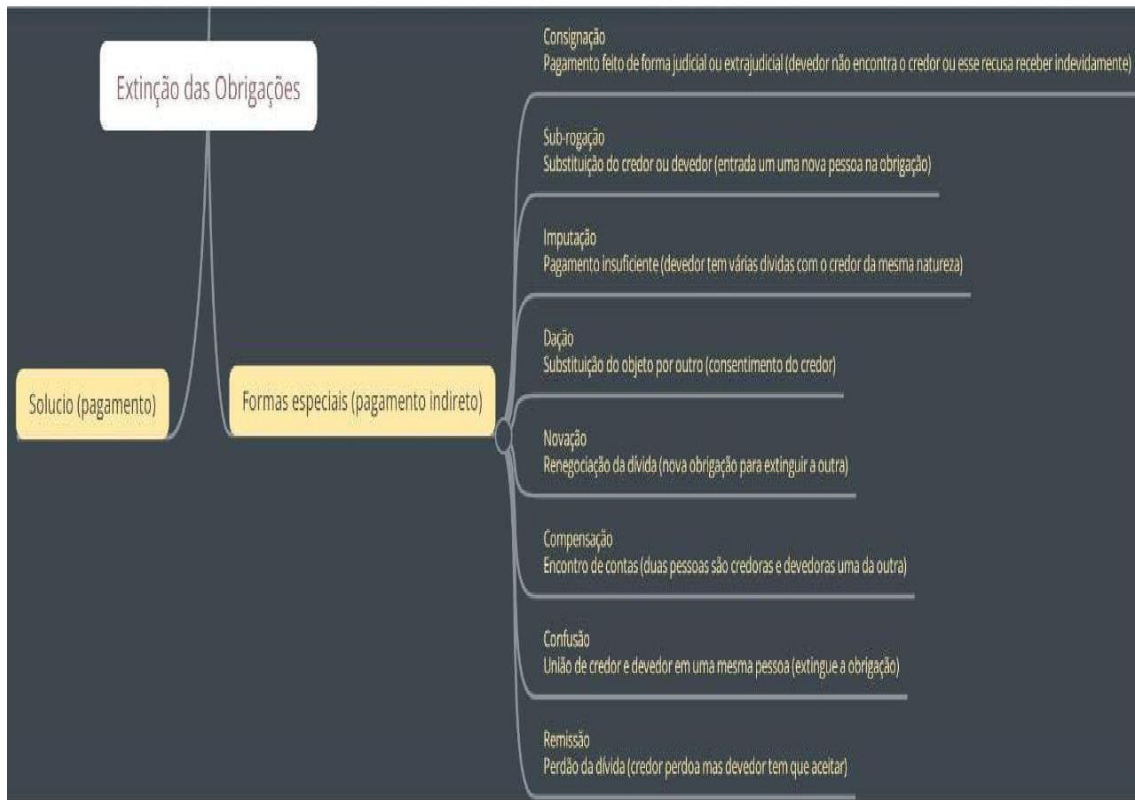 Extinção das Obrigações
Solucio (pagamento)
Formas especiais (pagamento indireto)
Consignação
Pagamento feito de forma judicial ou extrajudicial (devedor não encontra o credor ou esse recusa receber indevidamente)
Sub-rogação
Substituição do credor ou devedor (entrada um uma nova pessoa na obrigação)
Imputação
Pagamento insuficiente (devedor tem várias dividas com o credor da mesma natureza)
Dação
Substituição do objeto por outro (consentimento do credor)
Novação
Renegociação da dívida (nova obrigação para extinguir a outra)
Compensação
Encontro de contas (duas pessoas são credoras e devedoras uma da outra)
Confusão
União de credor e devedor em uma mesma pessoa (extingue a obrigação)
Remissão
Perdão da dívida (credor perdoa mas devedor tem que aceitar)